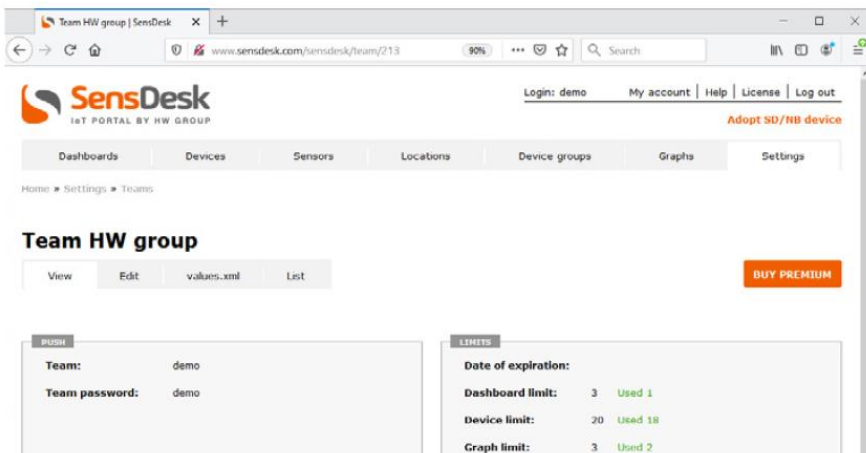 Team HW group | SensDesk
www.sensdesk.com/sensdesk/team/213
90%
Search
SensDesk
IoT PORTAL BY HW GROUP
Login: demo
My account | Help | License | Log out
Adopt SD/NB device
Dashboards Devices Sensors Locations Device groups Graphs Settings
Home » Settings » Teams
Team HW group
View Edit values.xml List
BUY PREMIUM
PUSH
Team: demo
Team password: demo
LIMITS
Date of expiration:
Dashboard limit: 3 Used 1
Device limit: 20 Used 18
Graph limit: 3 Used 2